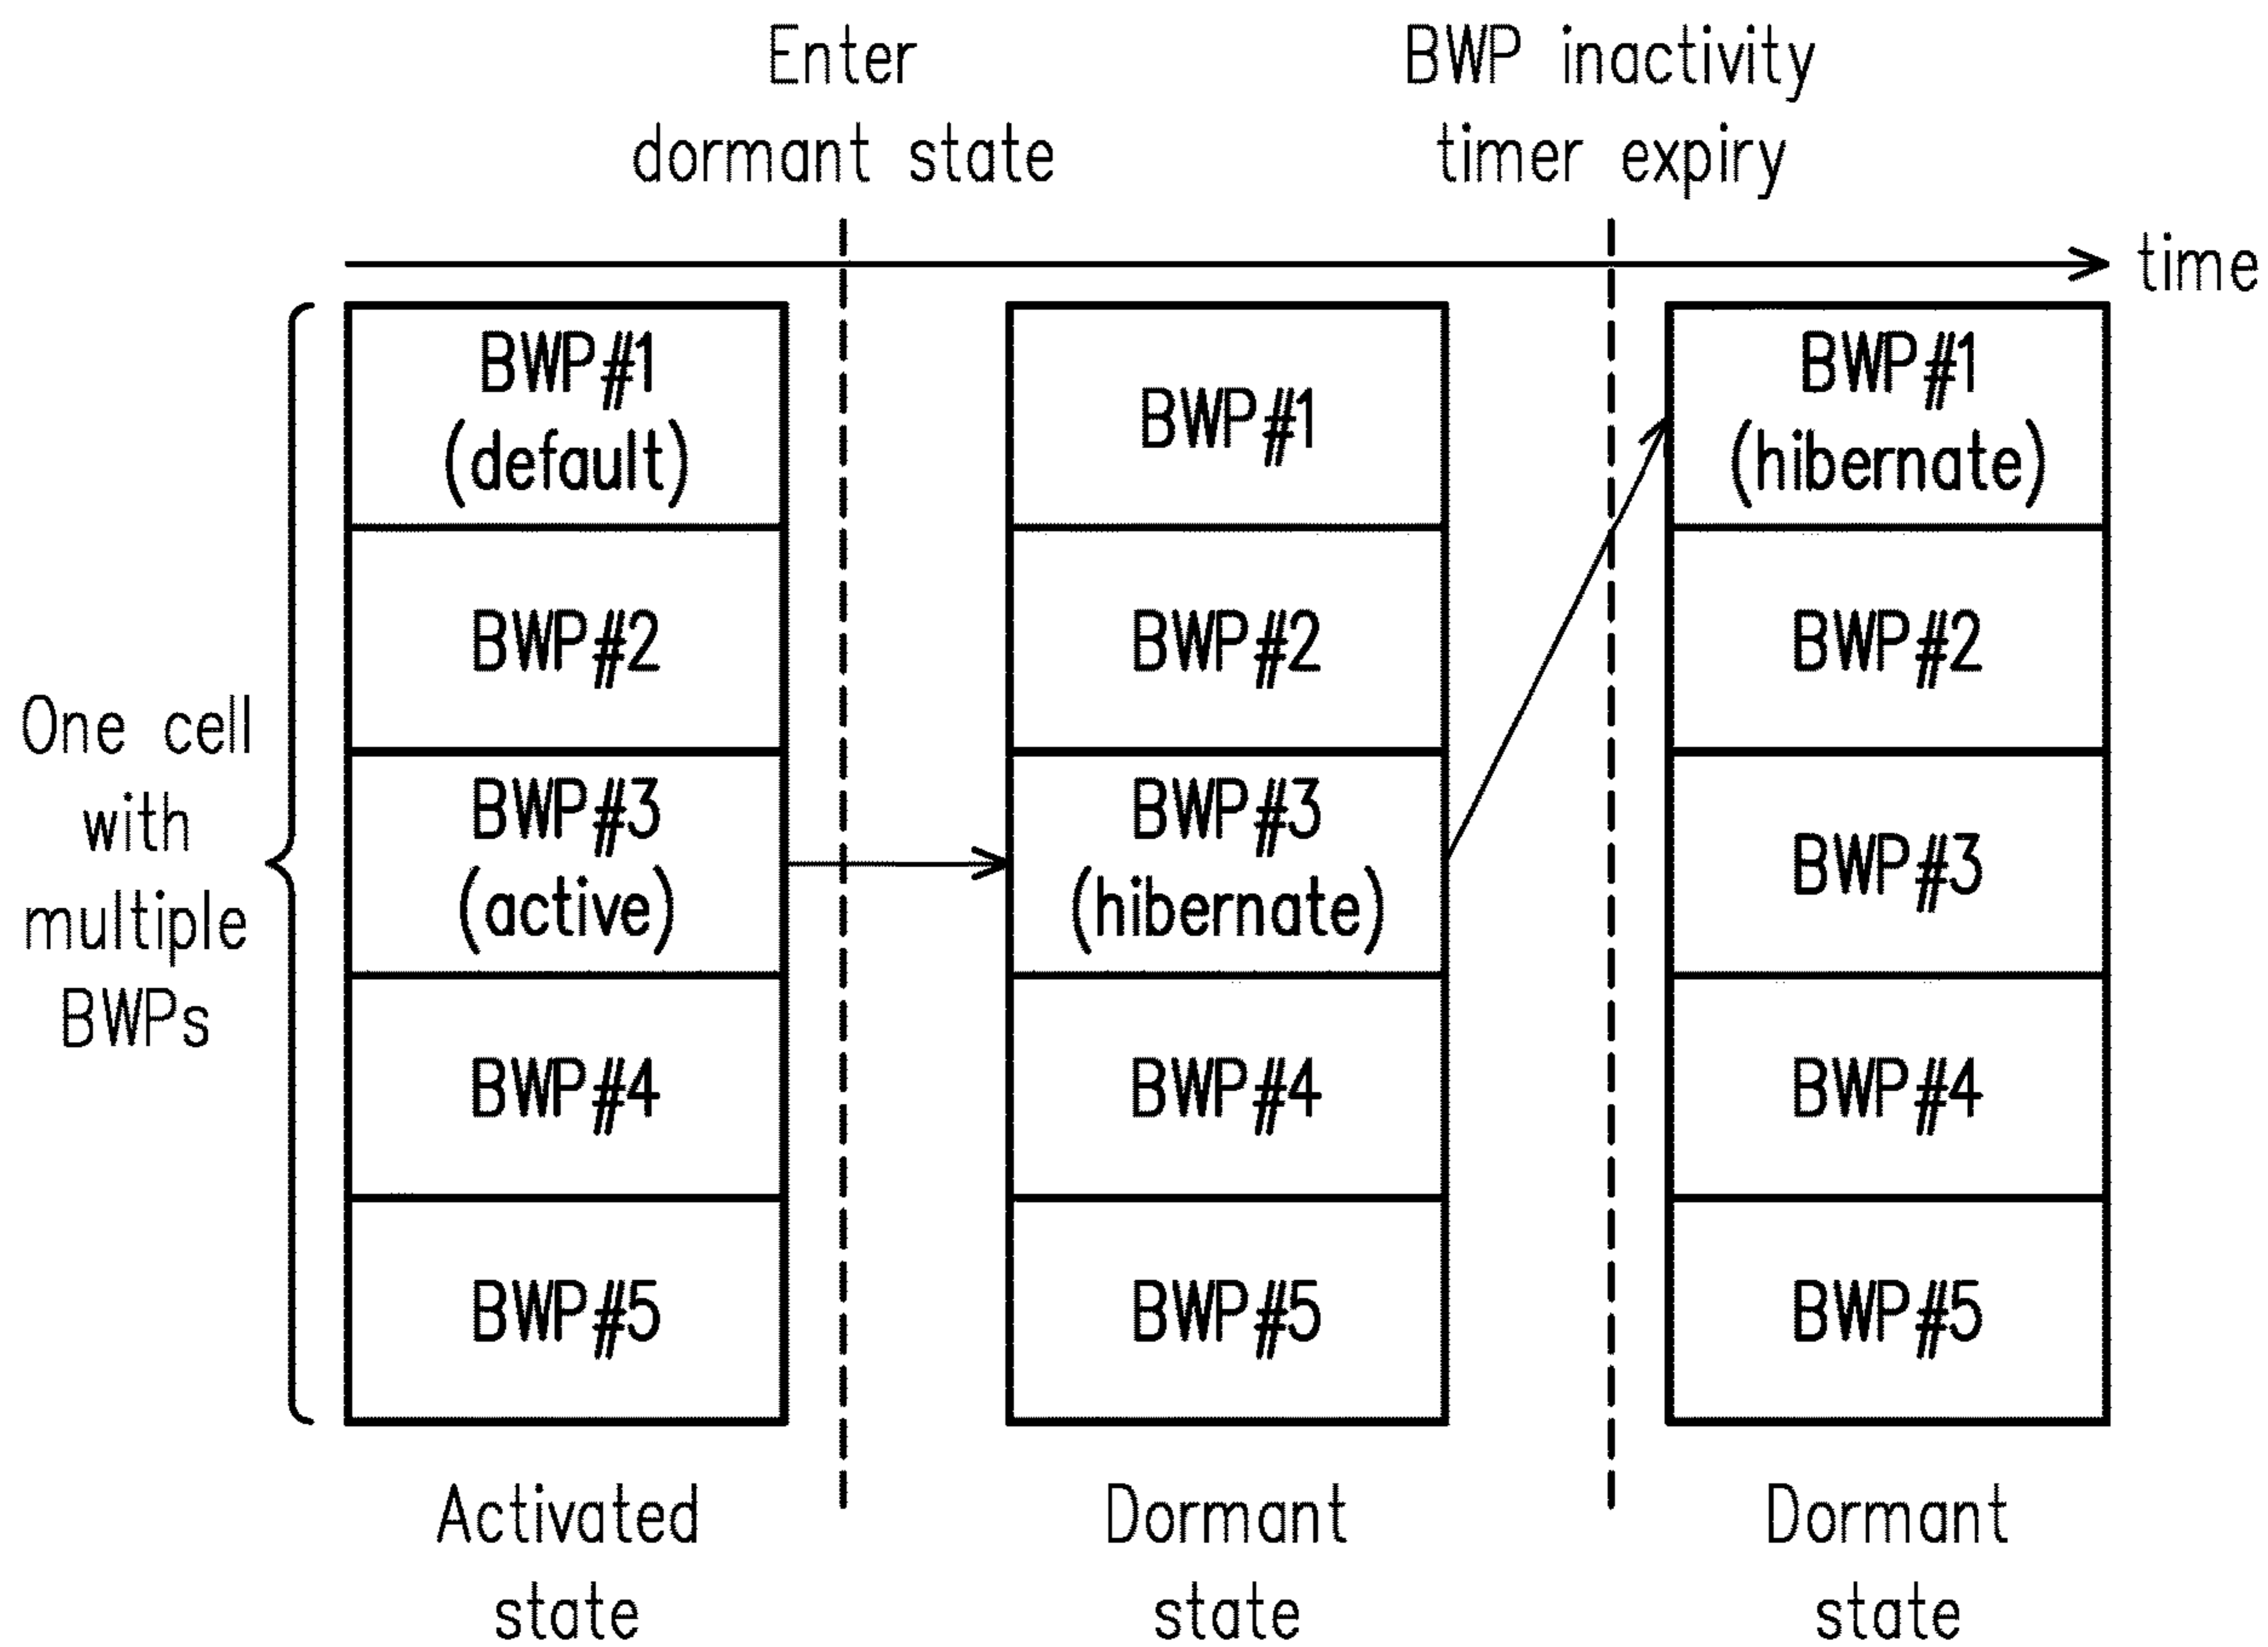 Enter
dormant state
BWP inactivity
timer expiry
time
One cell
with
multiple
BWPs
BWP#1
(default)
BWP#2
BWP#3
(active)
BWP#4
BWP#5
Activated
state
BWP#1
BWP#2
BWP#3
(hibernate)
BWP#4
BWP#5
Dormant
state
BWP#1
(hibernate)
BWP#2
BWP#3
BWP#4
BWP#5
Dormant
state